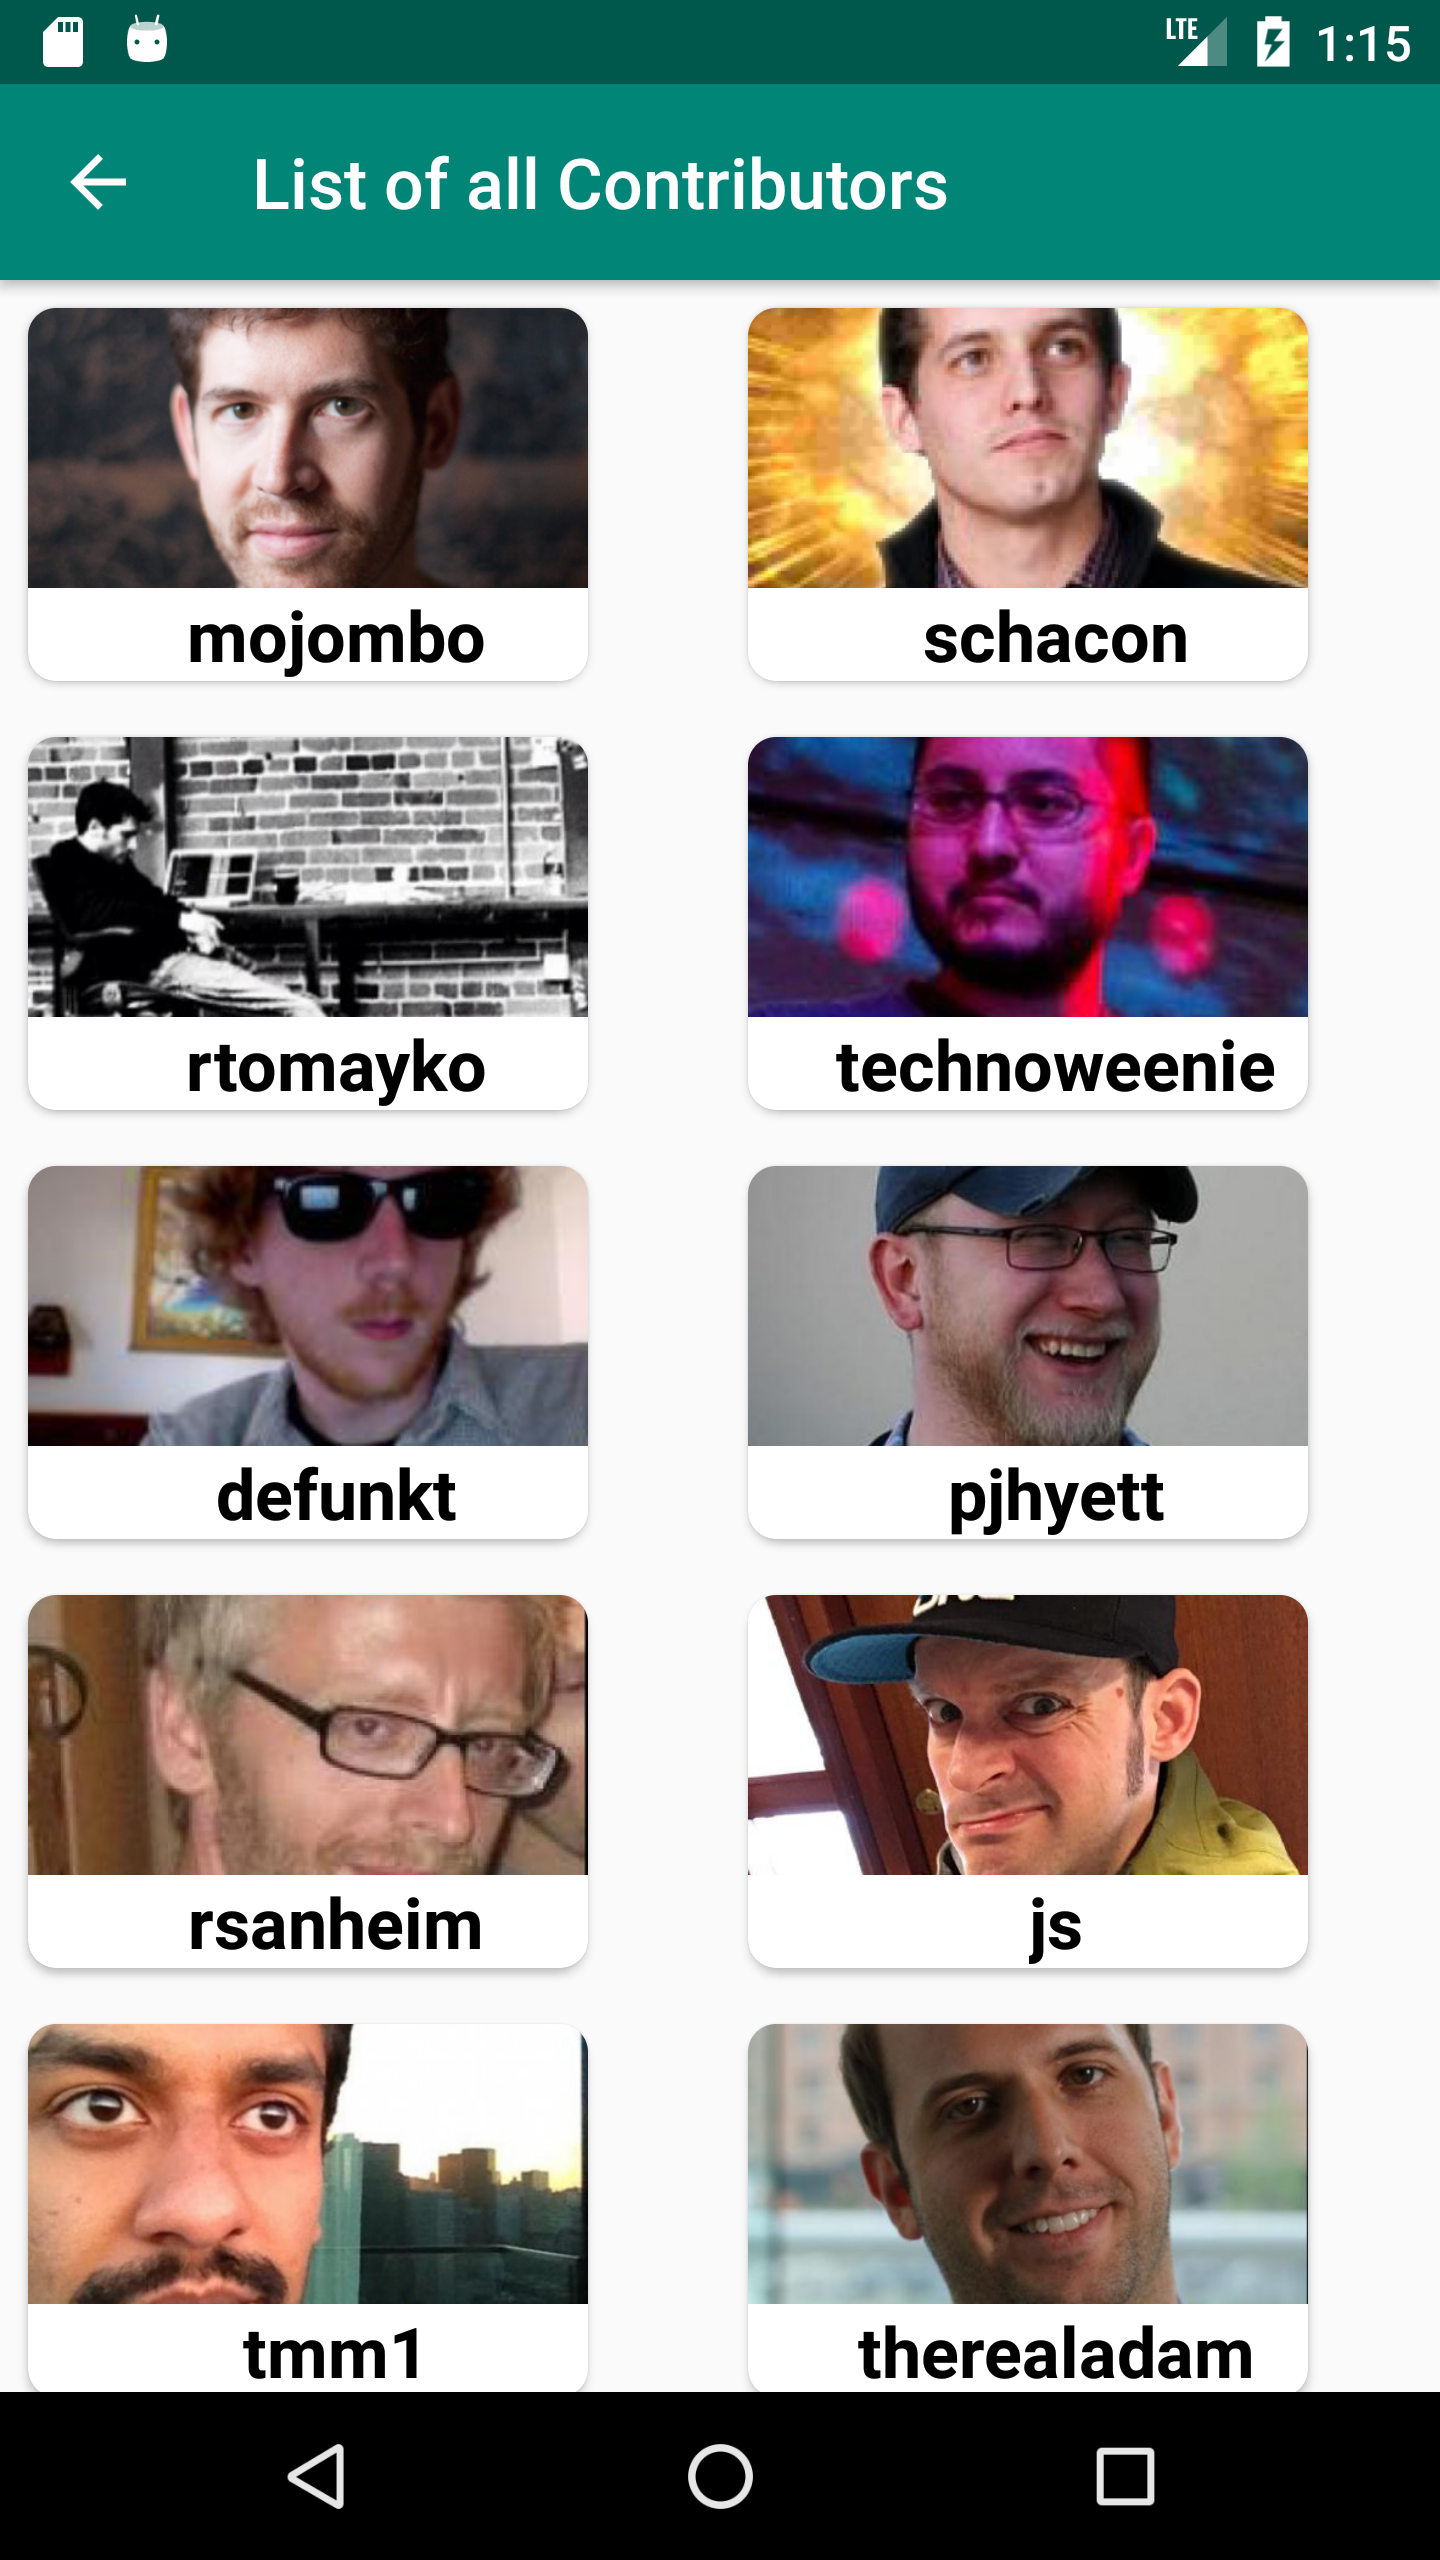 LTE 1:15
List of all Contributors
mojombo schacon
rtomayko technoweenie
defunkt pjhyett
rsanheim js
tmm1 therealadam